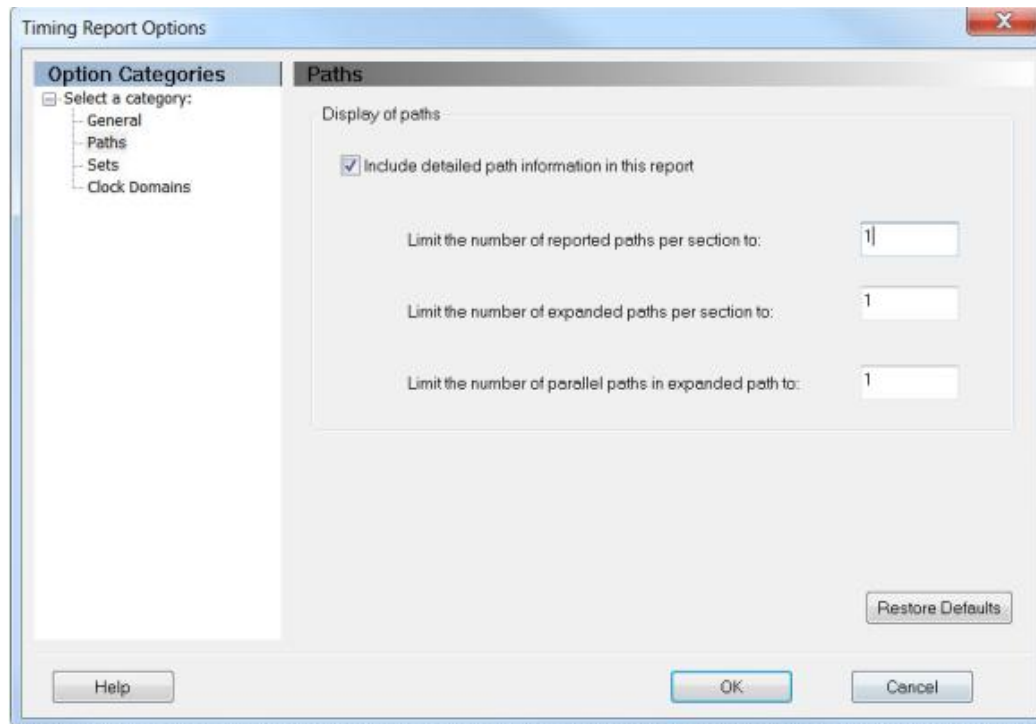 Timing Report Options
Option Categories
Select a category:
General
Paths
Sets
Clock Domains
Paths
Display of paths
Include detailed path information in this report
Limit the number of reported paths per section to: 1
Limit the number of expanded paths per section to: 1
Limit the number of parallel paths in expanded path to: 1
Restore Defaults
Help OK Cancel